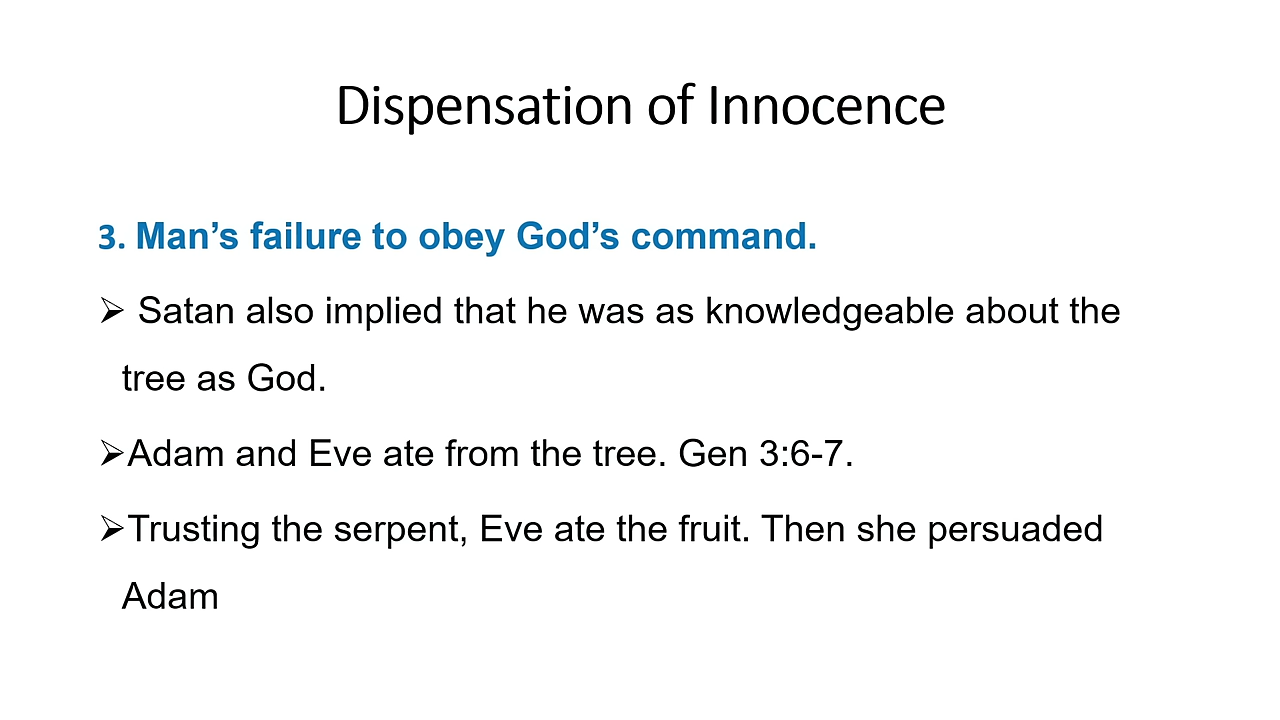 Dispensation of Innocence
3. Man’s failure to obey God’s command.
➢ Satan also implied that he was as knowledgeable about the
tree as God.
➢Adam and Eve ate from the tree. Gen 3:6-7.
➢Trusting the serpent, Eve ate the fruit. Then she persuaded
Adam